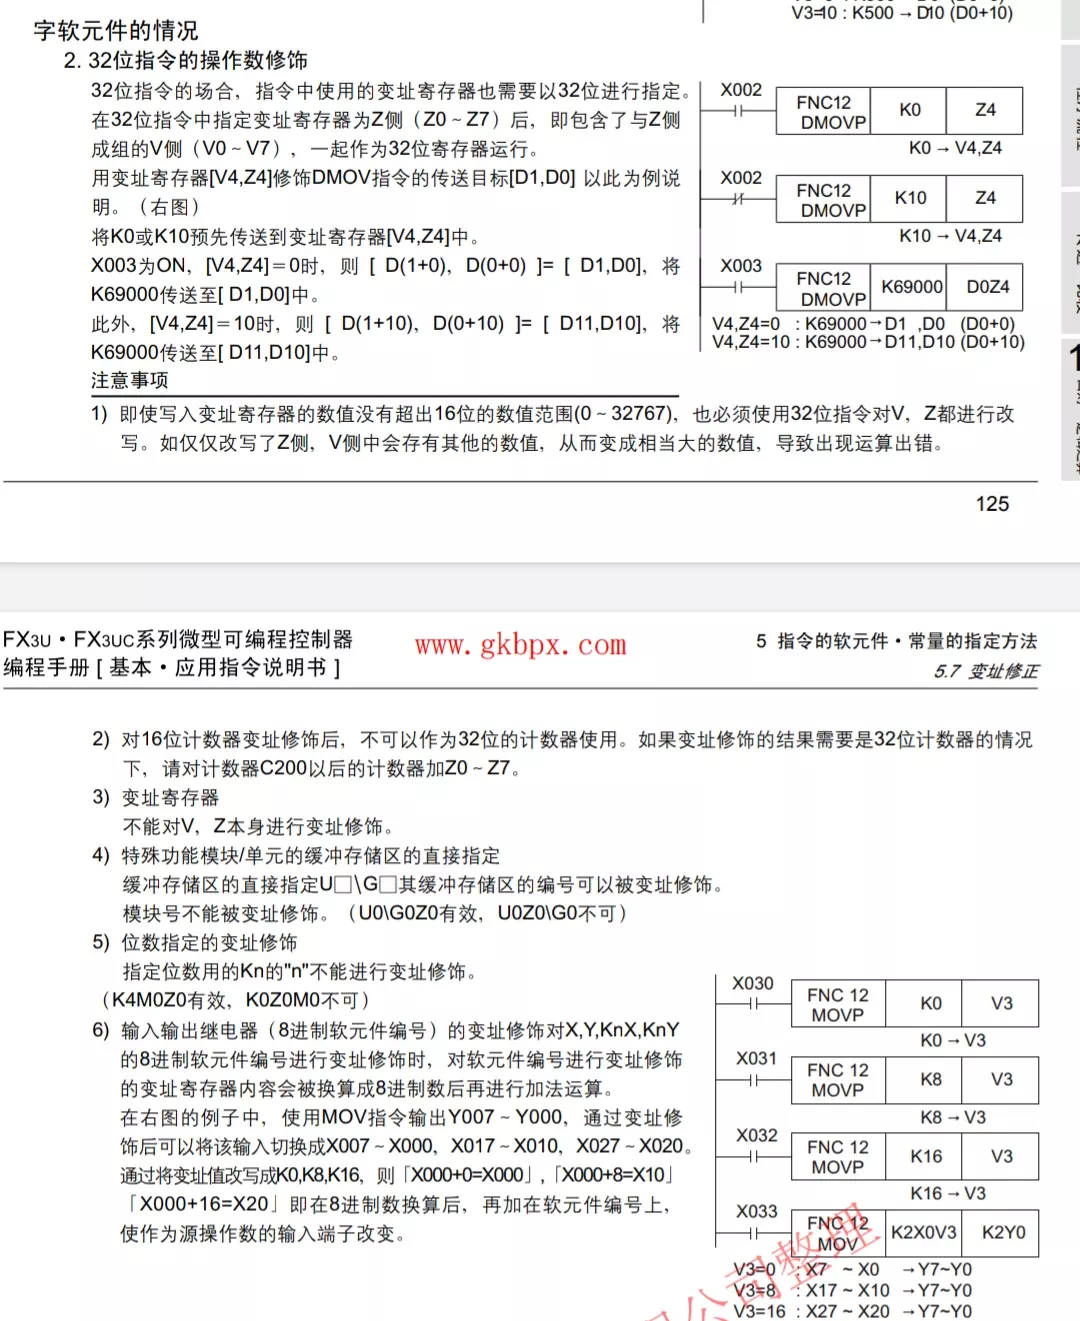 V3=10 : K500 → D10 (D0+10)
字软元件的情况
2. 32位指令的操作数修饰
32位指令的场合，指令中使用的变址寄存器也需要以32位进行指定。
在32位指令中指定变址寄存器为Z侧（Z0 ~ Z7）后，即包含了与Z侧
成组的V侧（V0 ~ V7），一起作为32位寄存器运行。
用变址寄存器[V4,Z4]修饰DMOV指令的传送目标[D1,D0] 以此为例说
明。（右图）
将K0或K10预先传送到变址寄存器[V4,Z4]中。
X003为ON，[V4,Z4]＝0时，则 [ D(1+0)，D(0+0) ]= [ D1,D0]，将
K69000传送至[ D1,D0]中。
此外，[V4,Z4]＝10时，则 [ D(1+10)，D(0+10) ]= [ D11,D10]，将
K69000传送至[ D11,D10]中。
X002
FNC12
DMOVP
K0
Z4
K0 → V4,Z4
X002
FNC12
DMOVP
K10
Z4
K10 → V4,Z4
X003
FNC12
DMOVP
K69000
D0Z4
V4,Z4=0 : K69000→D1 ,D0 (D0+0)
V4,Z4=10 : K69000→D11,D10 (D0+10)
注意事项
1) 即使写入变址寄存器的数值没有超出16位的数值范围(0 ~ 32767)，也必须使用32位指令对V，Z都进行改
写。如仅仅改写了Z侧，V侧中会存有其他的数值，从而变成相当大的数值，导致出现运算出错。
125
FX3U・FX3UC系列微型可编程控制器
编程手册 [ 基本・应用指令说明书 ]
www.gkbpx.com
5 指令的软元件・常量的指定方法
5.7 变址修正
2) 对16位计数器变址修饰后，不可以作为32位的计数器使用。如果变址修饰的结果需要是32位计数器的情况
下，请对计数器C200以后的计数器加Z0 ~ Z7。
3) 变址寄存器
不能对V，Z本身进行变址修饰。
4) 特殊功能模块/单元的缓冲存储区的直接指定
缓冲存储区的直接指定U□\G□其缓冲存储区的编号可以被变址修饰。
模块号不能被变址修饰。（U0\G0Z0有效，U0Z0\G0不可）
5) 位数指定的变址修饰
指定位数用的Kn的"n"不能进行变址修饰。
（K4M0Z0有效，K0Z0M0不可）
6) 输入输出继电器（8进制软元件编号）的变址修饰对X,Y,KnX,KnY
的8进制软元件编号进行变址修饰时，对软元件编号进行变址修饰
的变址寄存器内容会被换算成8进制数后再进行加法运算。
在右图的例子中，使用MOV指令输出Y007 ~ Y000，通过变址修
饰后可以将该输入切换成X007 ~ X000，X017 ~ X010，X027 ~ X020。
通过将变址值改写成K0,K8,K16，则「X000+0=X000」,「X000+8=X10」
「X000+16=X20」即在8进制数换算后，再加在软元件编号上，
使作为源操作数的输入端子改变。
X030
FNC 12
MOVP
K0
V3
K0 → V3
X031
FNC 12
MOVP
K8
V3
K8 → V3
X032
FNC 12
MOVP
K16
V3
K16 → V3
X033
FNC 12
MOV
K2X0V3
K2Y0
V3=0 : X7 ~ X0 → Y7~Y0
V3=8 : X17 ~ X10 → Y7~Y0
V3=16 : X27 ~ X20 → Y7~Y0
公司整理